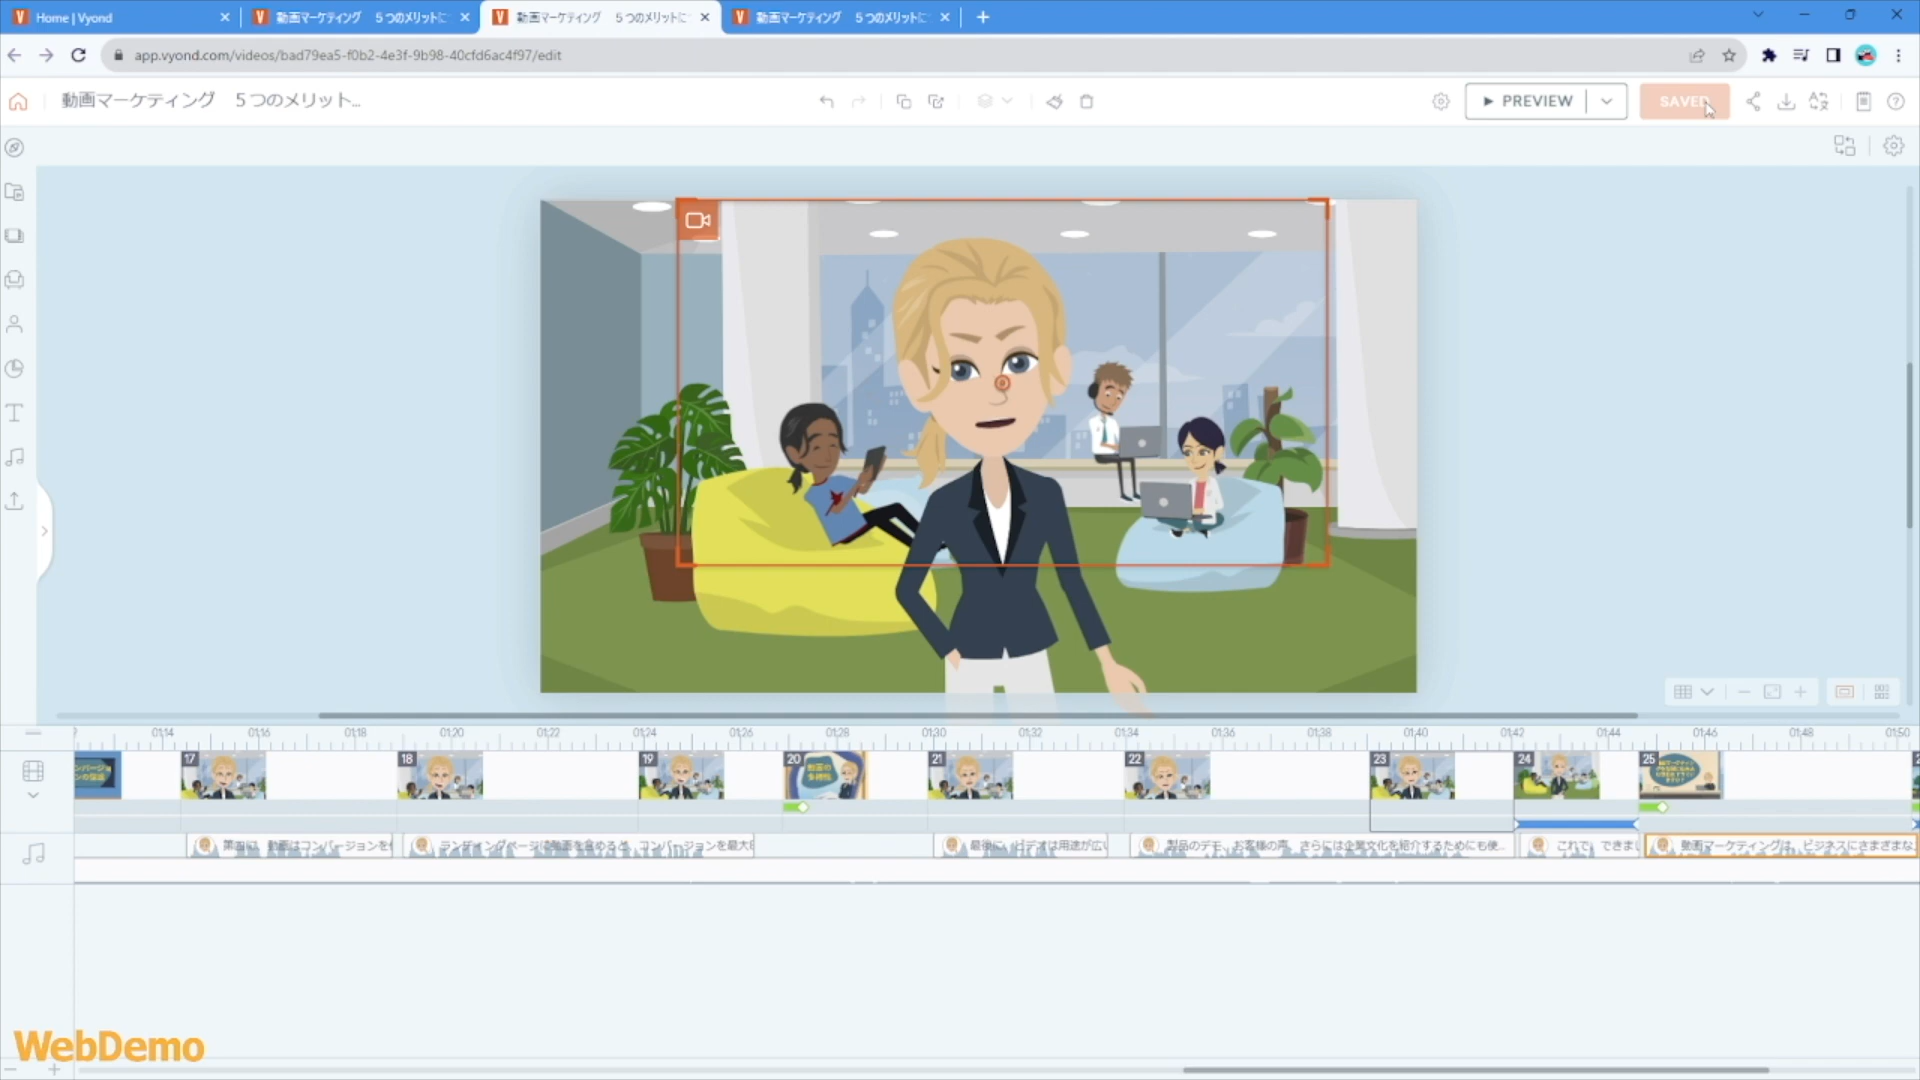 Home | Vyond
動画マーケティング　５つのメリットに
動画マーケティング　５つのメリットに
動画マーケティング　５つのメリットに
app.vyond.com/videos/bad79ea5-f0b2-4e3f-9b98-40cfd6ac4f97/edit
動画マーケティング　５つのメリット...
PREVIEW
SAVED
01:14 01:16 01:18 01:20 01:22 01:24 01:26 01:28 01:30 01:32 01:34 01:36 01:38 01:40 01:42 01:44 01:46 01:48 01:50
17 18 19 20 21 22 23 24 25
動画の
多様性
第四に、動画はコンバージョンを
ランディングページに動画を含めると、コンバージョンを最大
最後に、ビデオは用途が広い
製品のデモ、お客様の声、さらには企業文化を紹介するためにも使...
これで、できまし
動画マーケティングは、ビジネスにさまざまな
WebDemo